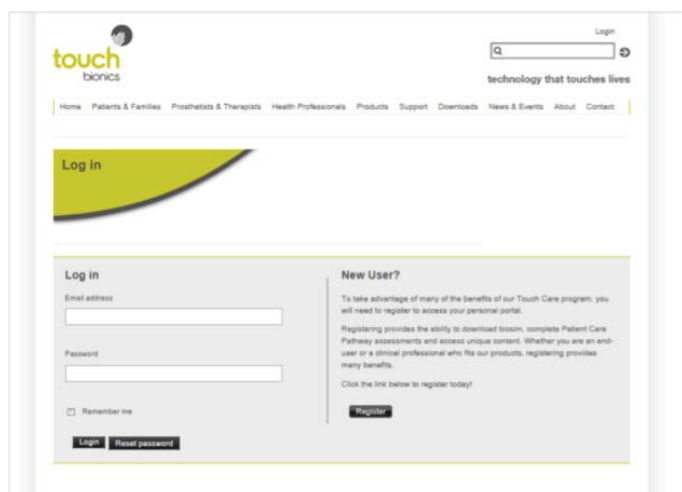 Login
touch
bionics
technology that touches lives
Home Patients & Families Prosthetists & Therapists Health Professionals Products Support Downloads News & Events About Contact
Log in
Log in
Email address
Password
Remember me
Login Reset password
New User?
To take advantage of many of the benefits of our Touch Care program, you
will need to register to access your personal portal.
Registering provides the ability to download biosim, complete Patient Care
Pathway assessments and access unique content. Whether you are an end-
user or a clinical professional who fits our products, registering provides
many benefits.
Click the link below to register today!
Register